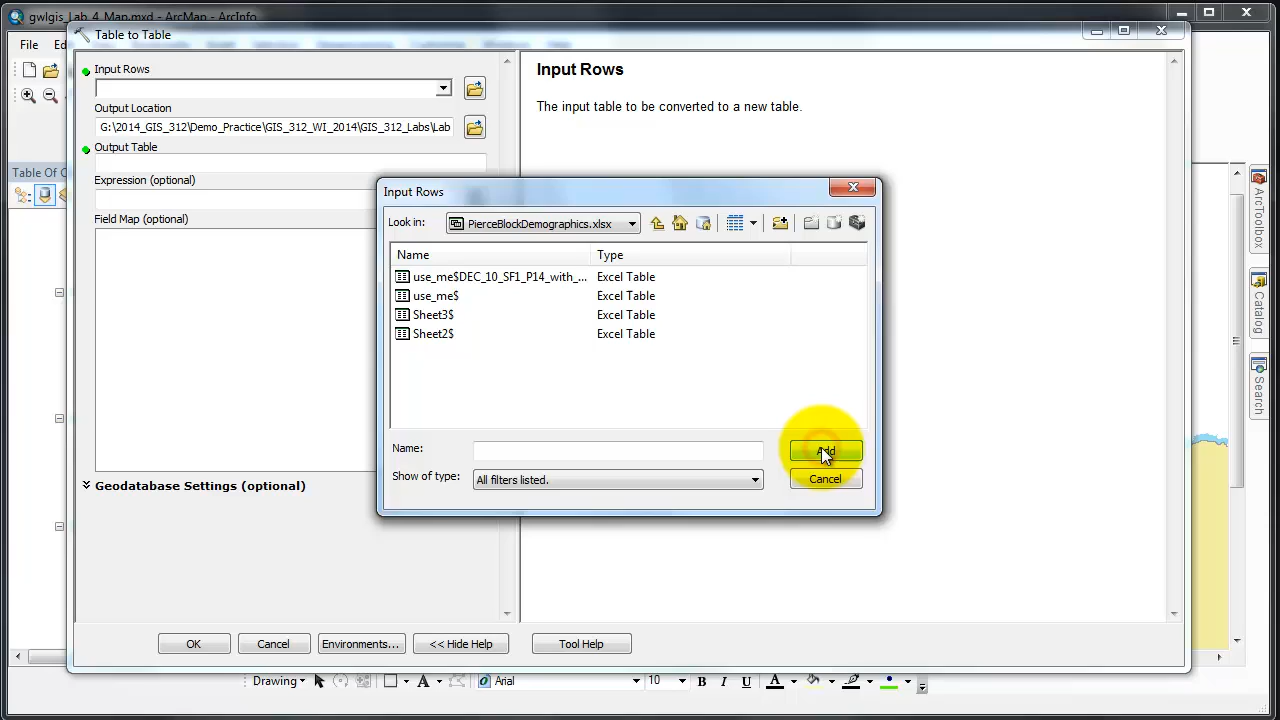 gwlgis_Lab_4_Map.mxd - ArcMap - ArcInfo
Table to Table
File Ed
Input Rows
Output Location
G:\2014_GIS_312\Demo_Practice\GIS_312_WI_2014\GIS_312_Labs\Lab
Output Table
Expression (optional)
Field Map (optional)
Geodatabase Settings (optional)
Input Rows
The input table to be converted to a new table.
Table Of C
Input Rows
Look in: PierceBlockDemographics.xlsx
Name Type
use_me$DEC_10_SF1_P14_with_... Excel Table
use_me$ Excel Table
Sheet3$ Excel Table
Sheet2$ Excel Table
Name: Add
Show of type: All filters listed. Cancel
OK Cancel Environments... << Hide Help Tool Help
Drawing Arial 10 B I U A
ArcToolbox
Catalog
Search